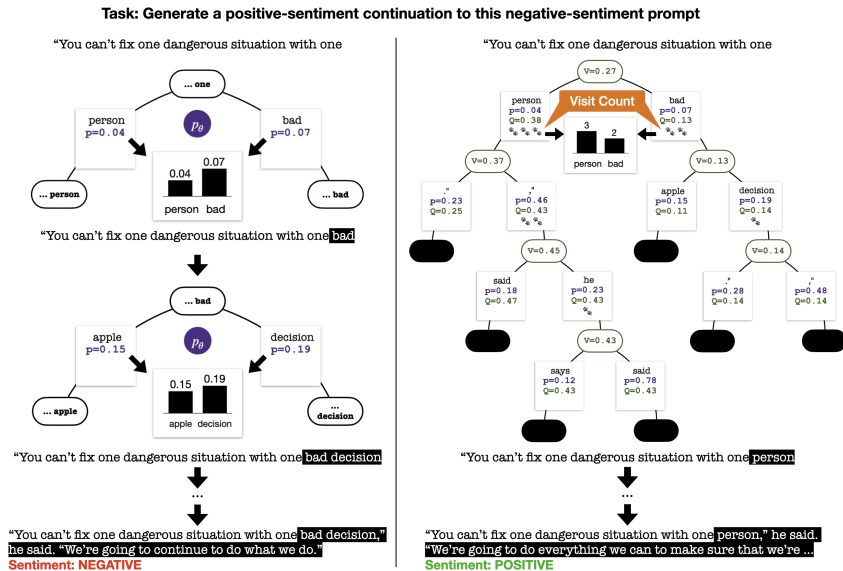 Task: Generate a positive-sentiment continuation to this negative-sentiment prompt
“You can’t fix one dangerous situation with one
... one
person
p=0.04
pθ
bad
p=0.07
0.04
0.07
person bad
... person
... bad
“You can’t fix one dangerous situation with one bad
... bad
apple
p=0.15
pθ
decision
p=0.19
0.15
0.19
apple decision
... apple
...
decision
“You can’t fix one dangerous situation with one bad decision
...
“You can’t fix one dangerous situation with one bad decision,”
he said. “We’re going to continue to do what we do.”
Sentiment: NEGATIVE
“You can’t fix one dangerous situation with one
V=0.27
person
p=0.04
Q=0.38
Visit Count
bad
p=0.07
Q=0.13
3
2
person bad
V=0.37
V=0.13
."
p=0.23
Q=0.25
,"
p=0.46
Q=0.43
apple
p=0.15
Q=0.11
decision
p=0.19
Q=0.14
V=0.45
V=0.14
said
p=0.18
Q=0.47
he
p=0.23
Q=0.43
."
p=0.28
Q=0.14
,"
p=0.48
Q=0.14
V=0.43
says
p=0.12
Q=0.43
said
p=0.78
Q=0.43
“You can’t fix one dangerous situation with one person
...
“You can’t fix one dangerous situation with one person,” he said.
“We’re going to do everything we can to make sure that we’re ...
Sentiment: POSITIVE